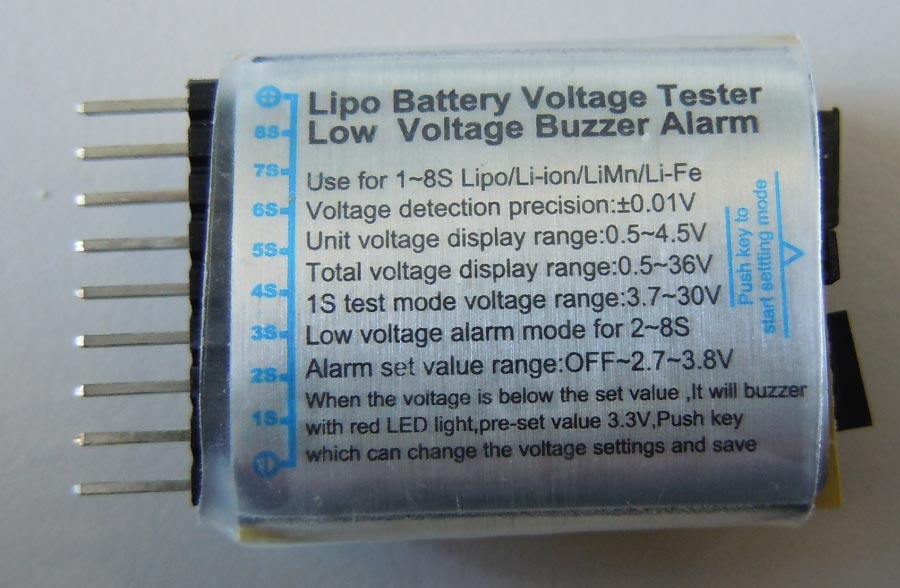 Lipo Battery Voltage Tester
Low Voltage Buzzer Alarm
Use for 1~8S Lipo/Li-ion/LiMn/Li-Fe
Voltage detection precision:±0.01V
Unit voltage display range:0.5~4.5V
Total voltage display range:0.5~36V
1S test mode voltage range:3.7~30V
Low voltage alarm mode for 2~8S
Alarm set value range:OFF~2.7~3.8V
When the voitage is below the set value ,It will buzzer
with red LED light,pre-set value 3.3V,Push key
which can change the voltage settings and save
⊕
8S
7S
6S
5S
4S
3S
2S
1S
⊖
Push key to
start settting mode